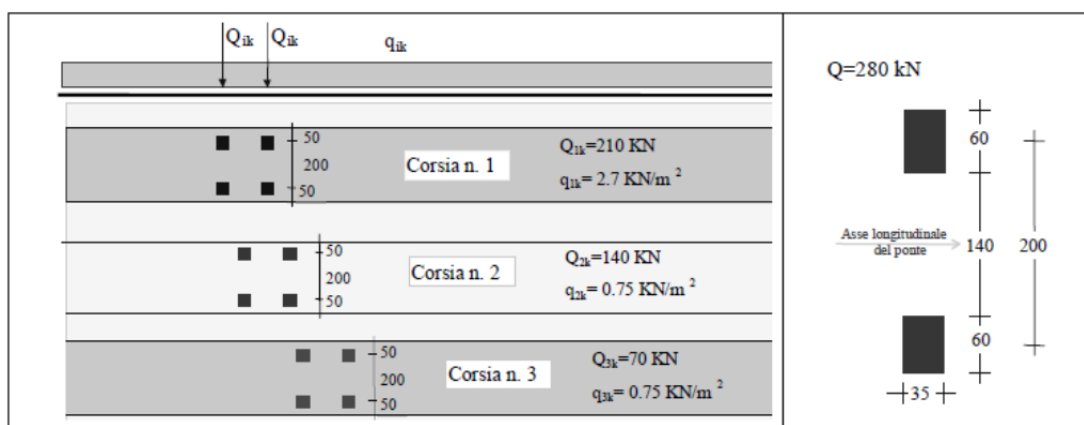 Qik Qik qik
50
200
50
Corsia n. 1
Q1k=210 KN
q1k= 2.7 KN/m 2
50
200
50
Corsia n. 2
Q2k=140 KN
q2k= 0.75 KN/m 2
50
200
50
Corsia n. 3
Q3k=70 KN
q3k= 0.75 KN/m 2
Q=280 kN
60
Asse longitudinale
del ponte
140
200
60
35